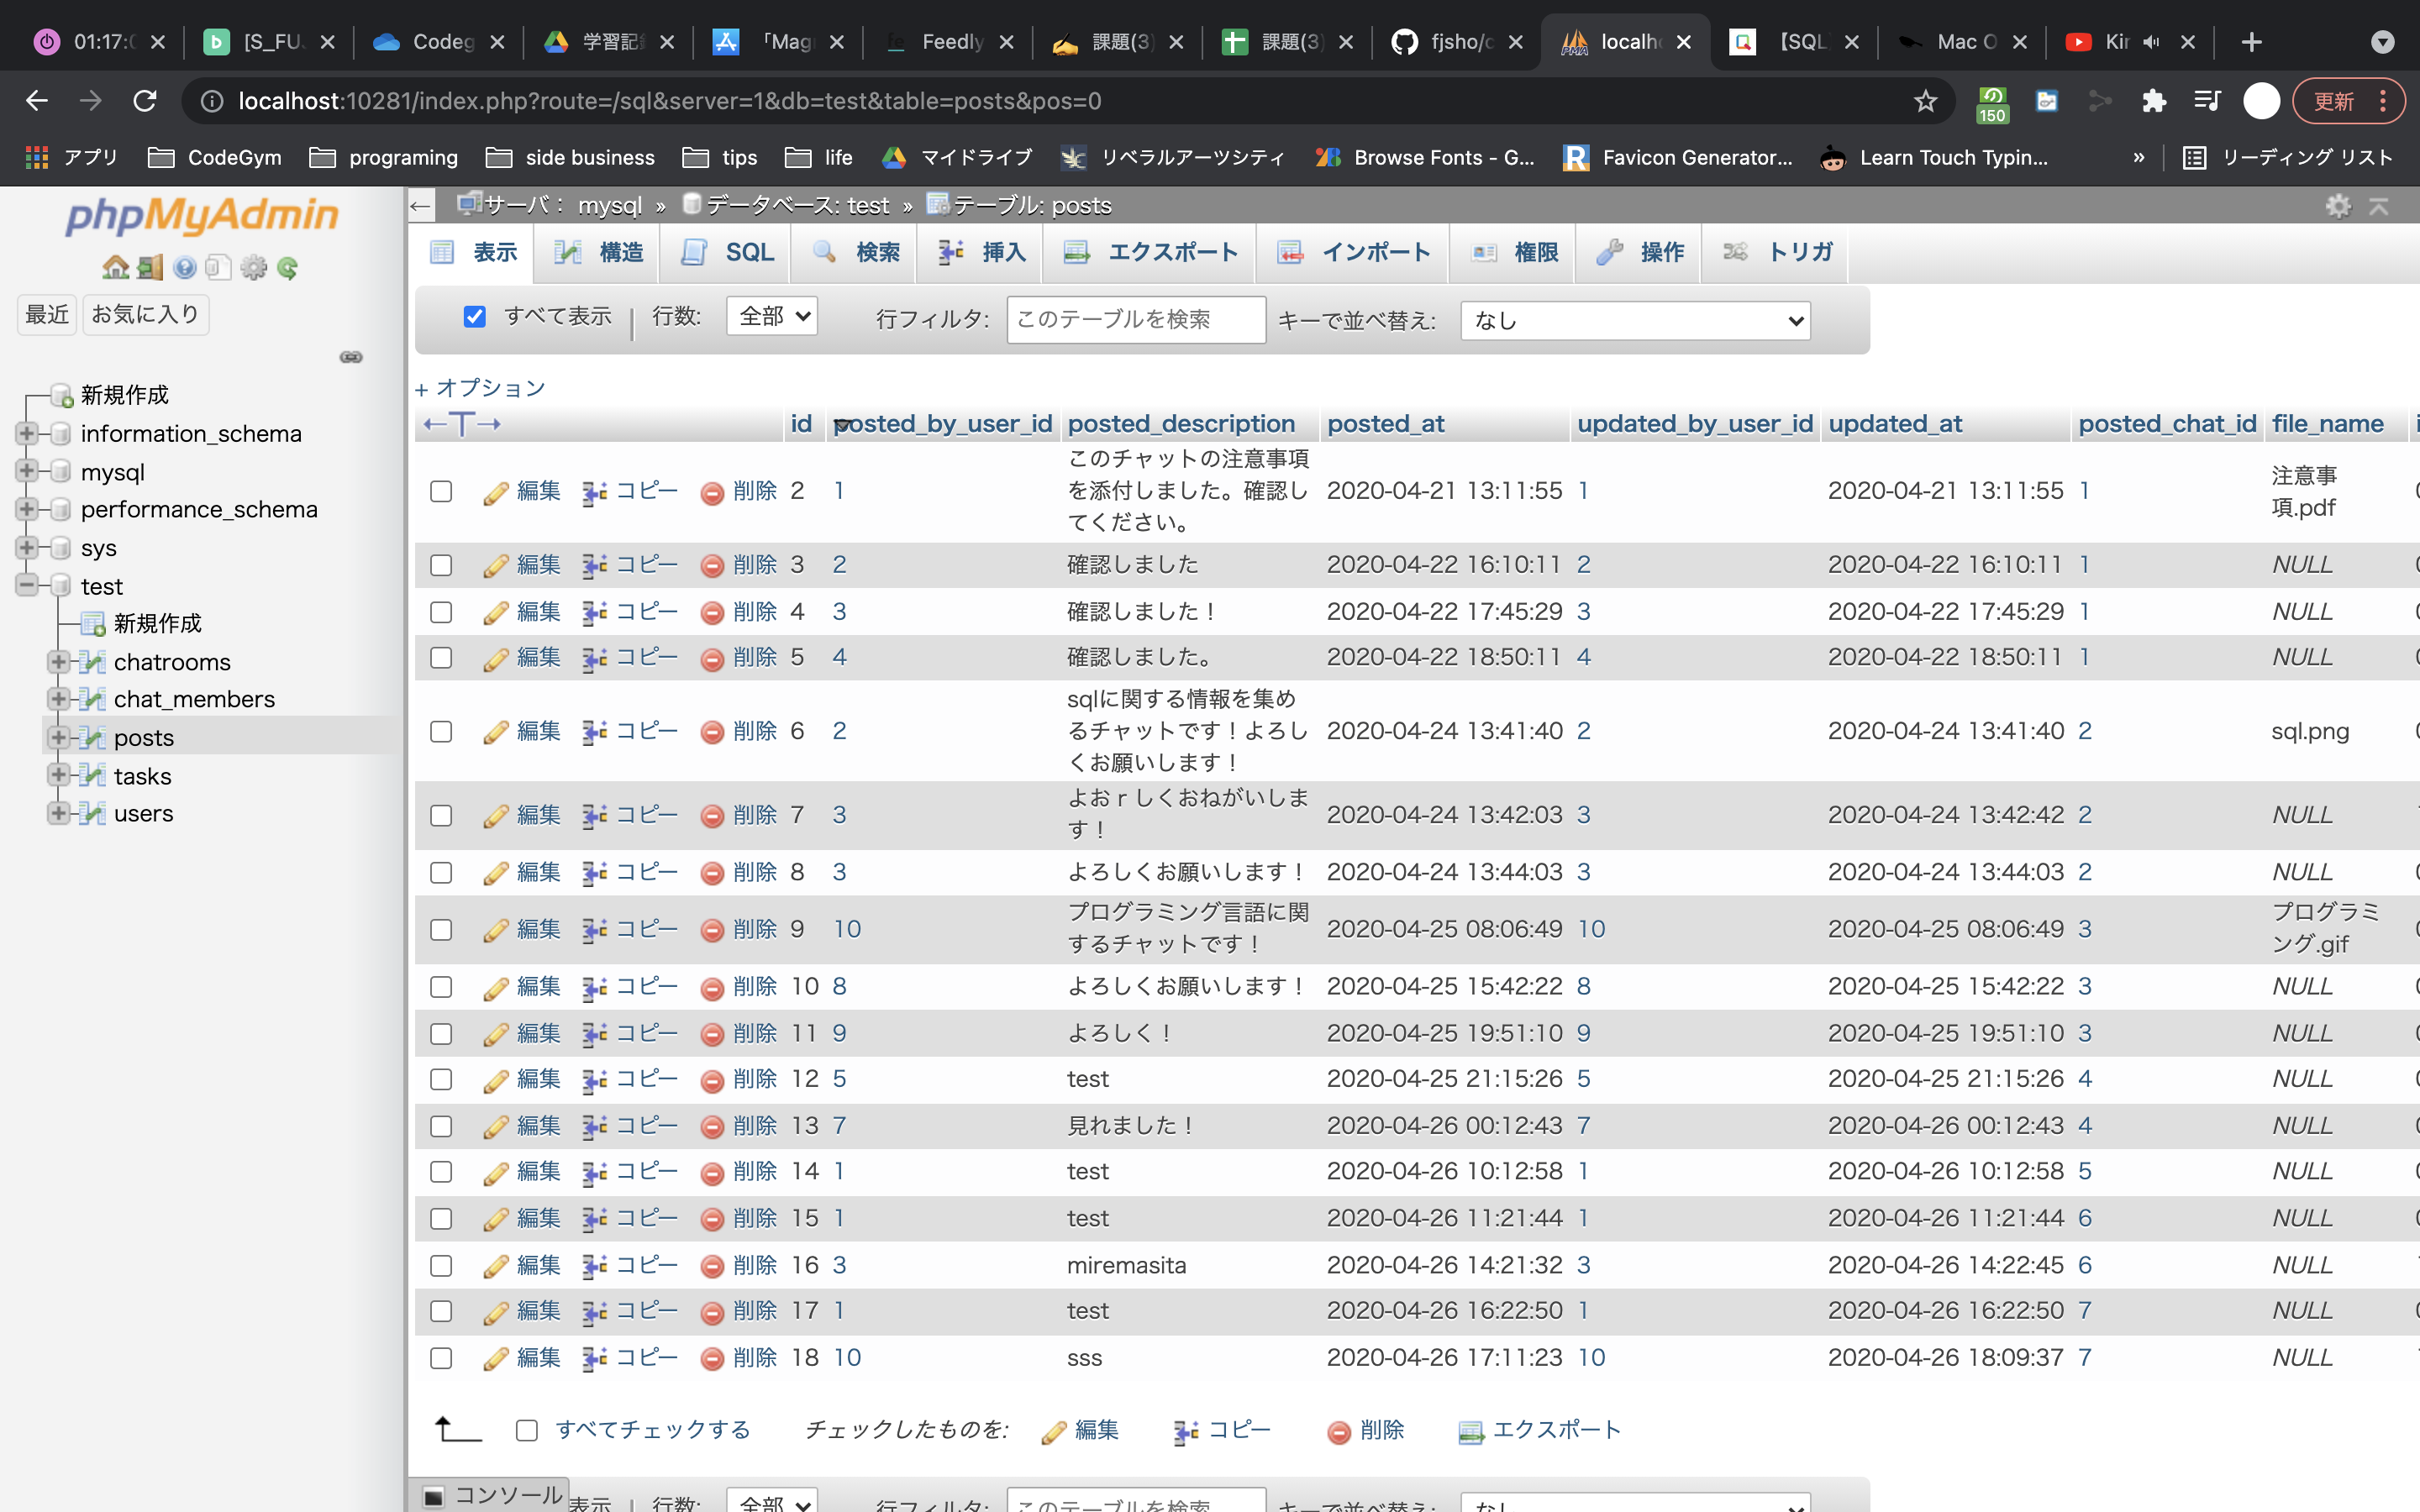 01:17:0
[S_FU.
Codeg
学習記録
「Mag
Feedly
課題(3)
課題(3)
fjsho/c
localho
【SQL
Mac O
Kir
localhost:10281/index.php?route=/sql&server=1&db=test&table=posts&pos=0
150
更新
アプリ
CodeGym
programing
side business
tips
life
マイドライブ
リベラルアーツシティ
Browse Fonts - G...
Favicon Generator...
Learn Touch Typin...
»
リーディング リスト
phpMyAdmin
最近
お気に入り
新規作成
information_schema
mysql
performance_schema
sys
test
新規作成
chatrooms
chat_members
posts
tasks
users
サーバ: mysql » データベース: test » テーブル: posts
表示 構造 SQL 検索 挿入 エクスポート インポート 権限 操作 トリガ
すべて表示 | 行数: 全部 行フィルタ: このテーブルを検索 キーで並べ替え: なし
+ オプション
←T→ id posted_by_user_id posted_description posted_at updated_by_user_id updated_at posted_chat_id file_name
編集 コピー 削除 2 1 このチャットの注意事項を添付しました。確認してください。 2020-04-21 13:11:55 1 2020-04-21 13:11:55 1 注意事項.pdf
編集 コピー 削除 3 2 確認しました 2020-04-22 16:10:11 2 2020-04-22 16:10:11 1 NULL
編集 コピー 削除 4 3 確認しました！ 2020-04-22 17:45:29 3 2020-04-22 17:45:29 1 NULL
編集 コピー 削除 5 4 確認しました。 2020-04-22 18:50:11 4 2020-04-22 18:50:11 1 NULL
編集 コピー 削除 6 2 sqlに関する情報を集めるチャットです！よろしくお願いします！ 2020-04-24 13:41:40 2 2020-04-24 13:41:40 2 sql.png
編集 コピー 削除 7 3 よおｒしくおねがいします！ 2020-04-24 13:42:03 3 2020-04-24 13:42:42 2 NULL
編集 コピー 削除 8 3 よろしくお願いします！ 2020-04-24 13:44:03 3 2020-04-24 13:44:03 2 NULL
編集 コピー 削除 9 10 プログラミング言語に関するチャットです！ 2020-04-25 08:06:49 10 2020-04-25 08:06:49 3 プログラミング.gif
編集 コピー 削除 10 8 よろしくお願いします！ 2020-04-25 15:42:22 8 2020-04-25 15:42:22 3 NULL
編集 コピー 削除 11 9 よろしく！ 2020-04-25 19:51:10 9 2020-04-25 19:51:10 3 NULL
編集 コピー 削除 12 5 test 2020-04-25 21:15:26 5 2020-04-25 21:15:26 4 NULL
編集 コピー 削除 13 7 見れました！ 2020-04-26 00:12:43 7 2020-04-26 00:12:43 4 NULL
編集 コピー 削除 14 1 test 2020-04-26 10:12:58 1 2020-04-26 10:12:58 5 NULL
編集 コピー 削除 15 1 test 2020-04-26 11:21:44 1 2020-04-26 11:21:44 6 NULL
編集 コピー 削除 16 3 miremasita 2020-04-26 14:21:32 3 2020-04-26 14:22:45 6 NULL
編集 コピー 削除 17 1 test 2020-04-26 16:22:50 1 2020-04-26 16:22:50 7 NULL
編集 コピー 削除 18 10 sss 2020-04-26 17:11:23 10 2020-04-26 18:09:37 7 NULL
すべてチェックする チェックしたものを: 編集 コピー 削除 エクスポート
コンソール 表示 | 行数: 全部 行フィルタ: このテーブルを検索 キーで並べ替え: なし